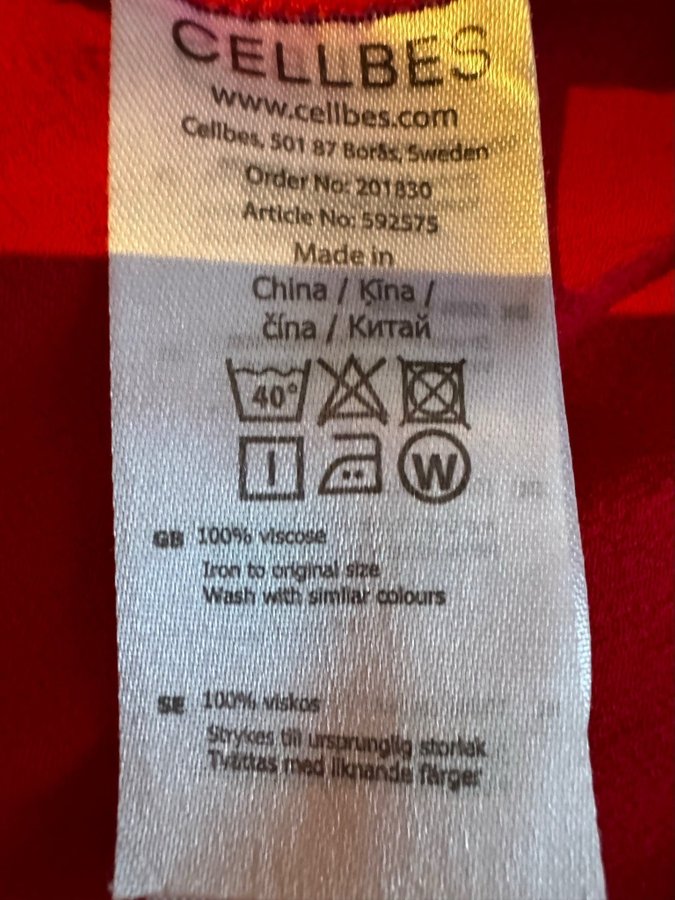 CELLBES
www.cellbes.com
Cellbes, 501 87 Borås, Sweden
Order No: 201830
Article No: 592575
Made in
China / Ķīna /
čína / Китай
40°
I
W
GB 100% viscose
Iron to original size
Wash with similar colours
SE 100% viskos
Strykes till ursprunglig storlek
Tvättas med liknande färger